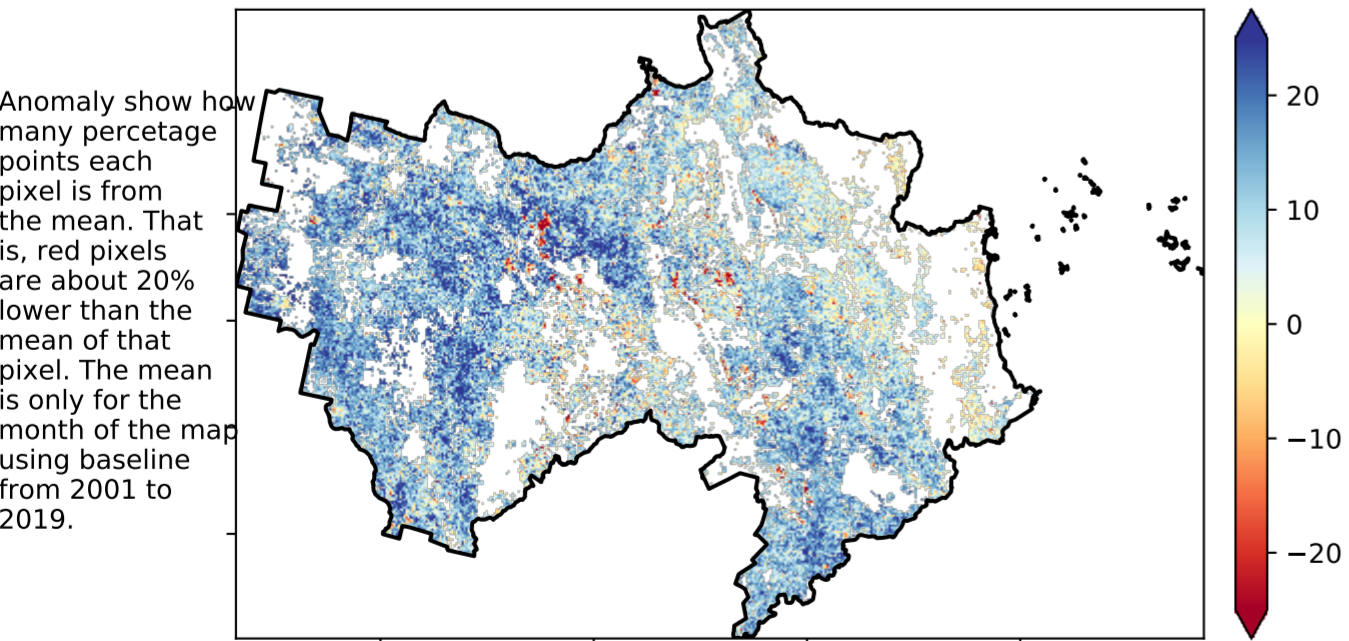 Anomaly show how
many percetage
points each
pixel is from
the mean. That
is, red pixels
are about 20%
lower than the
mean of that
pixel. The mean
is only for the
month of the map
using baseline
from 2001 to
2019.
20
10
0
−10
−20